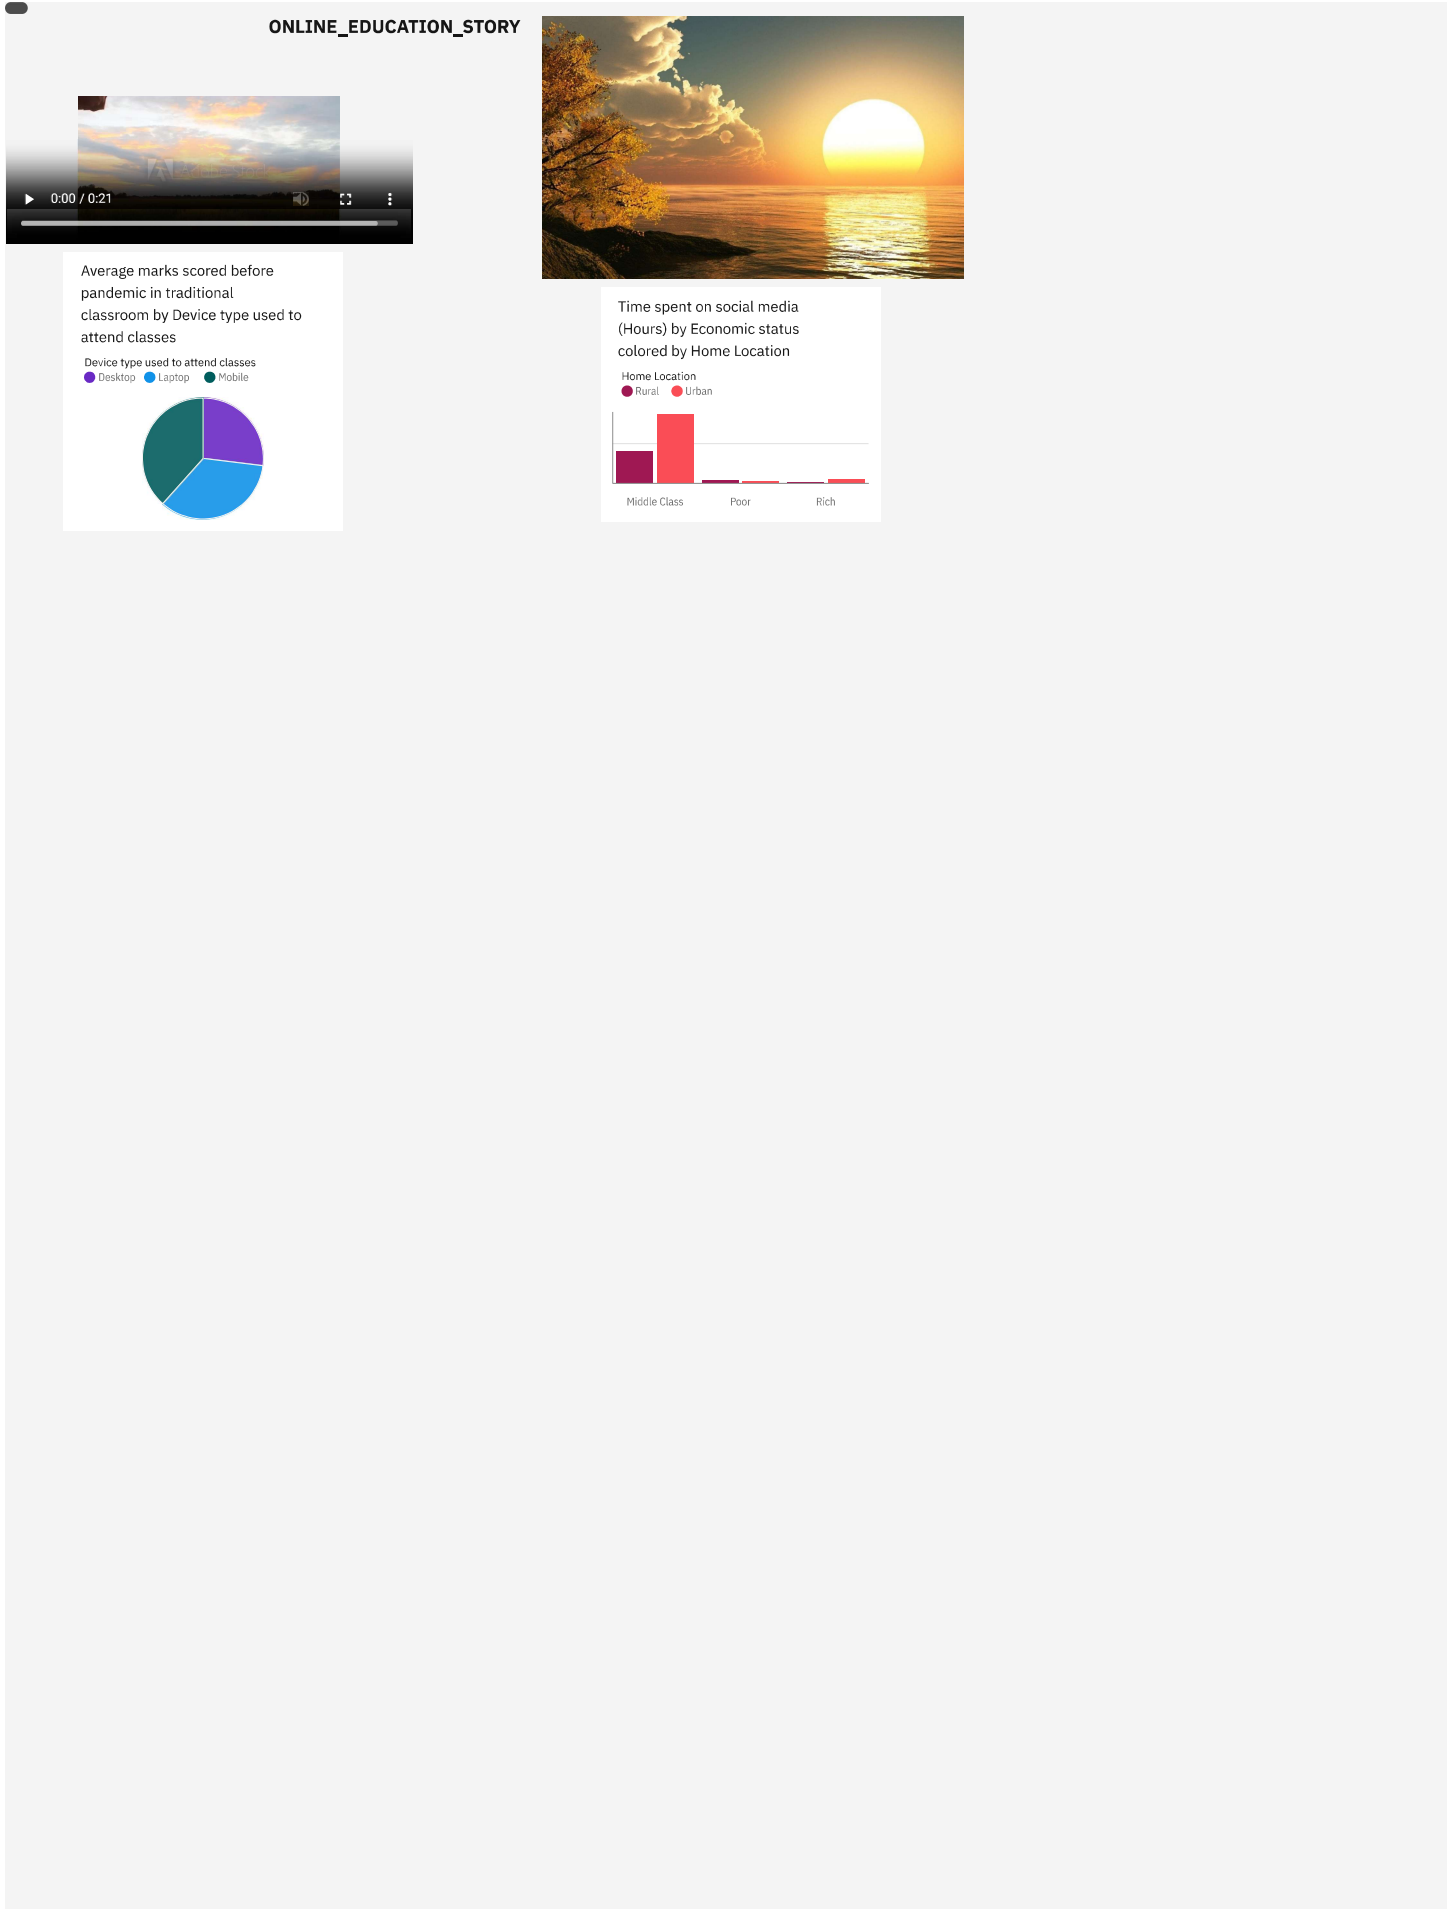 ONLINE_EDUCATION_STORY
0:00 / 0:21
Average marks scored before
pandemic in traditional
classroom by Device type used to
attend classes
Device type used to attend classes
Desktop Laptop Mobile
Time spent on social media
(Hours) by Economic status
colored by Home Location
Home Location
Rural Urban
Middle Class Poor Rich